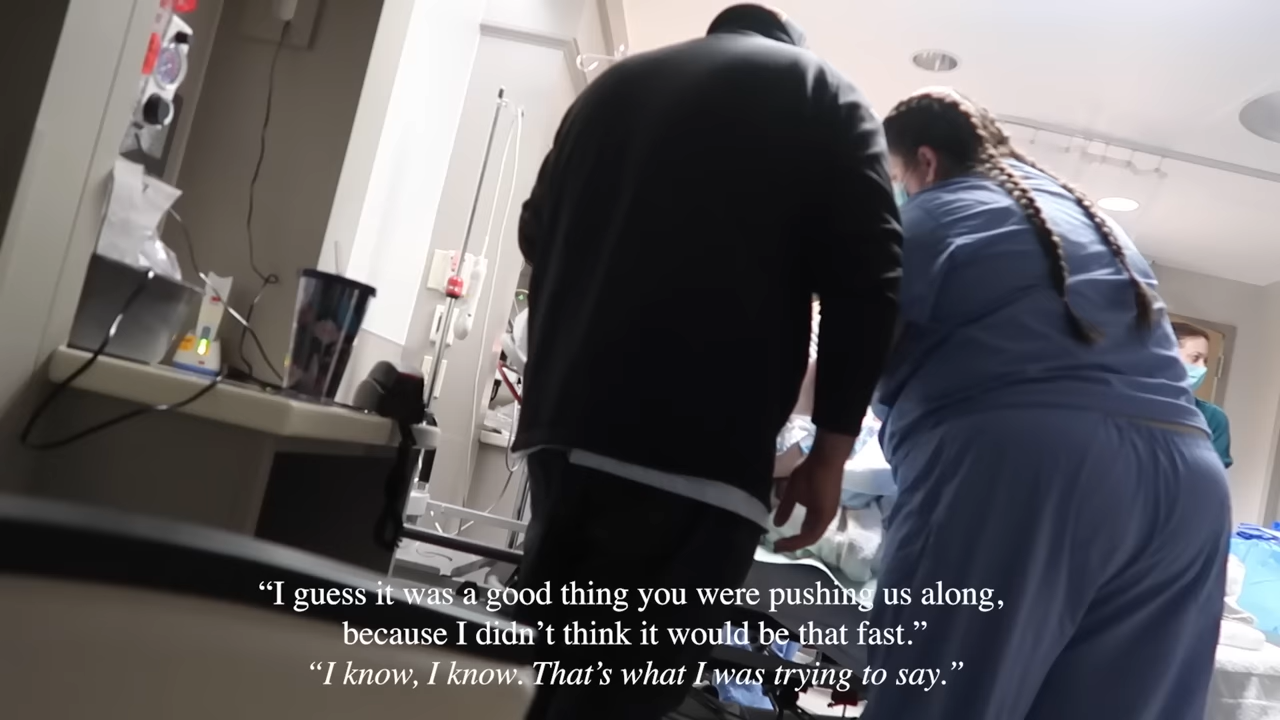 “I guess it was a good thing you were pushing us along,
because I didn’t think it would be that fast.”
“I know, I know. That’s what I was trying to say.”